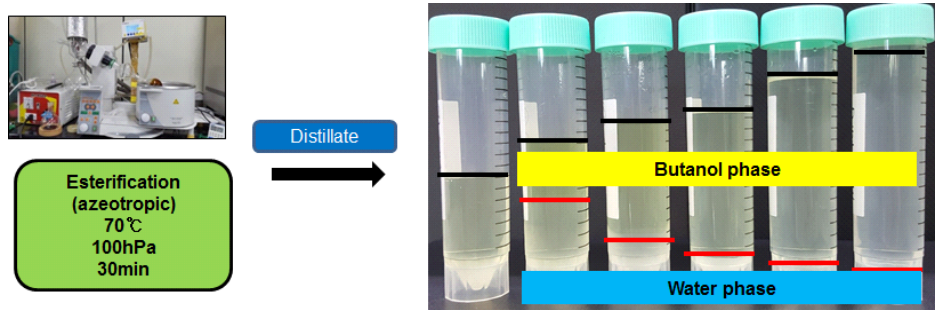 Esterification
(azeotropic)
70℃
100hPa
30min
Distillate
Butanol phase
Water phase